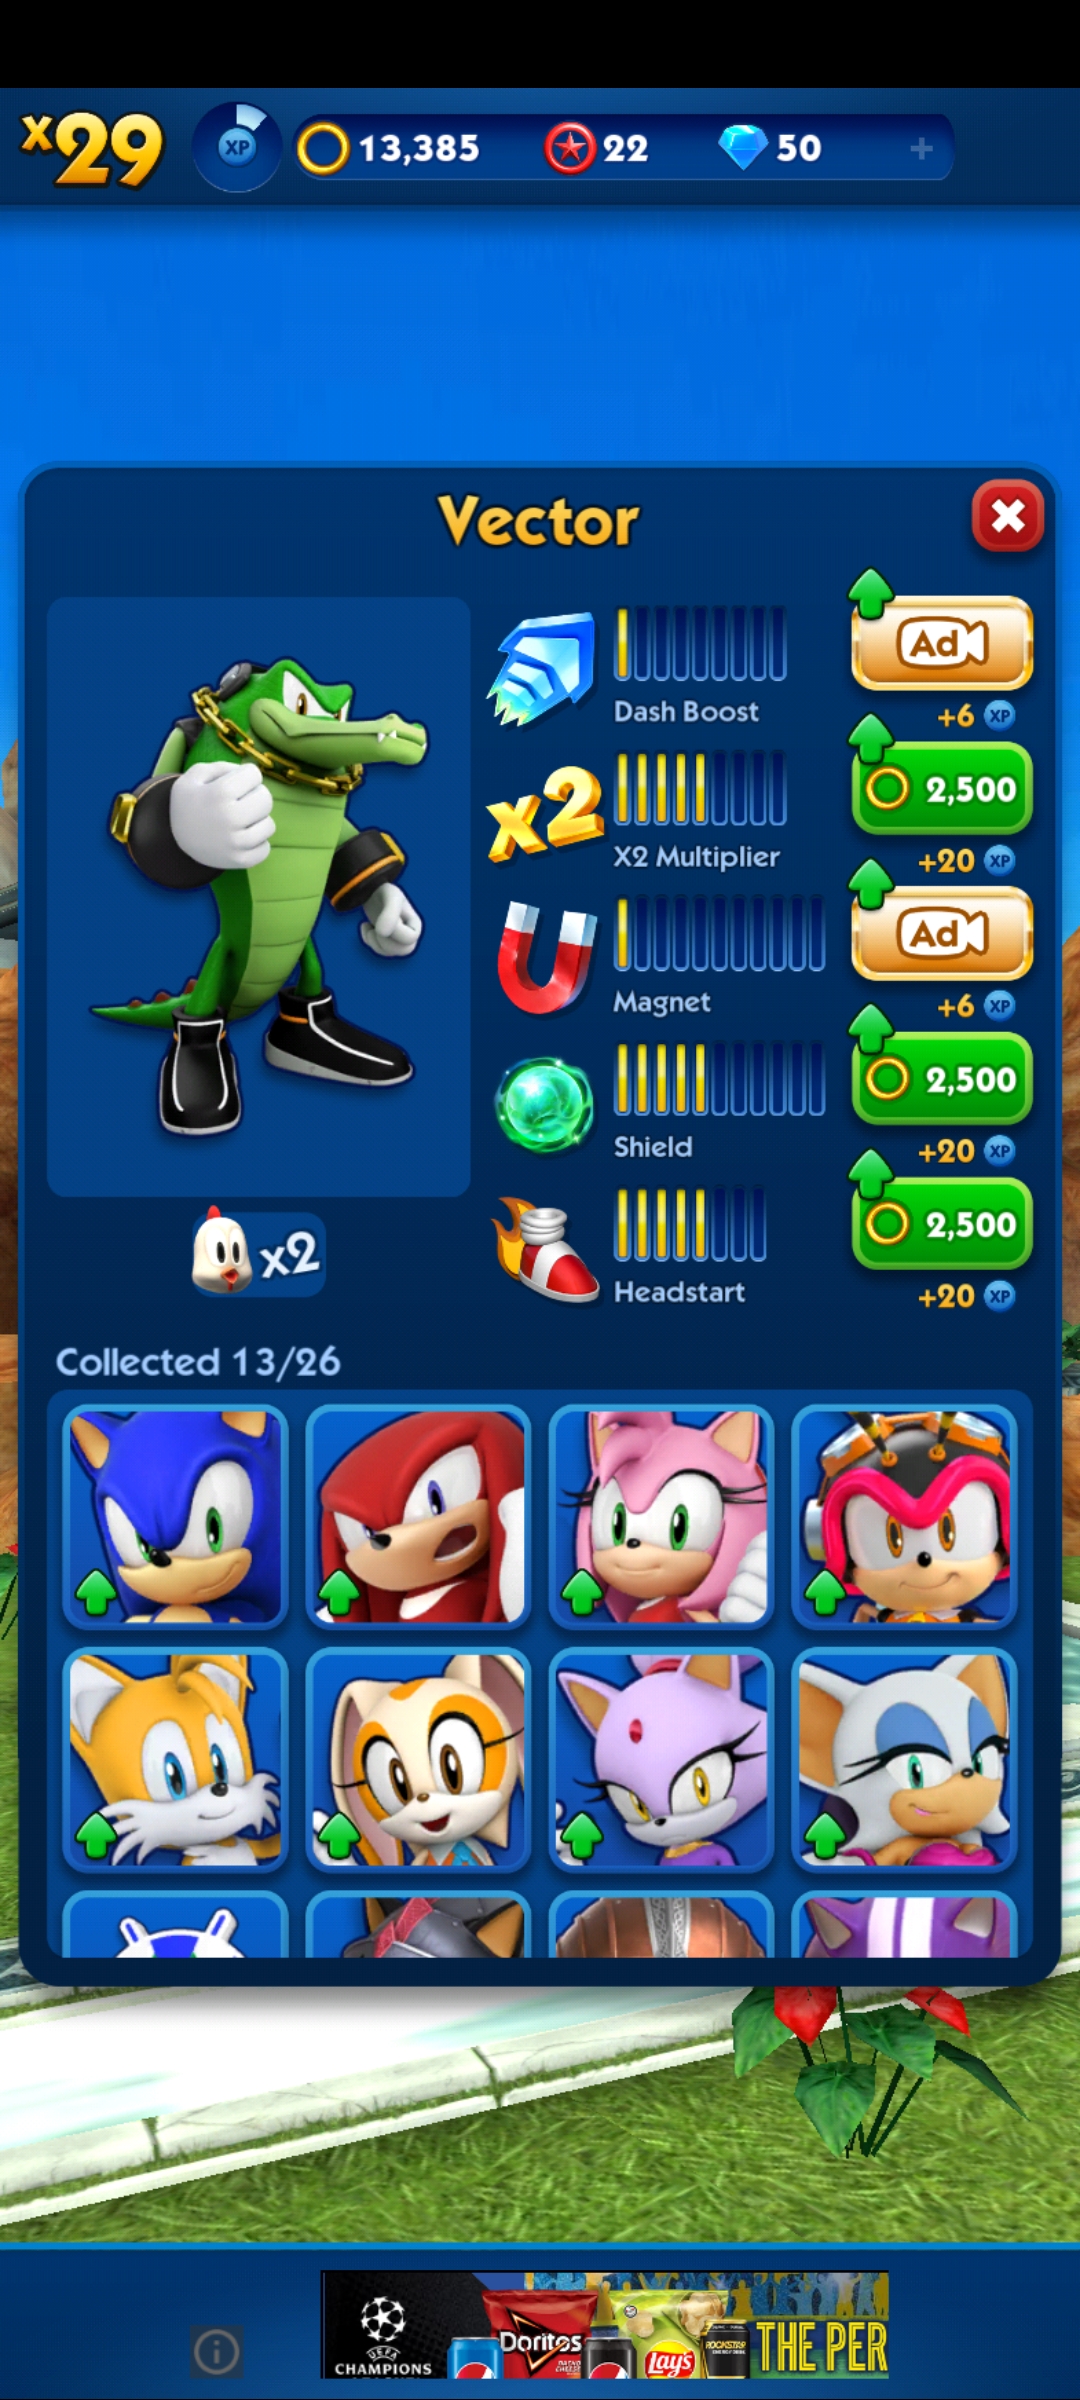 x29 XP 13,385 22 50 +
Vector
Ad
Dash Boost
+6 XP
x2
2,500
X2 Multiplier
+20 XP
Ad
Magnet
+6 XP
2,500
Shield
+20 XP
2,500
x2
Headstart
+20 XP
Collected 13/26
UEFA
CHAMPIONS
Doritos
Lay's
ROCKSTAR
THE PER